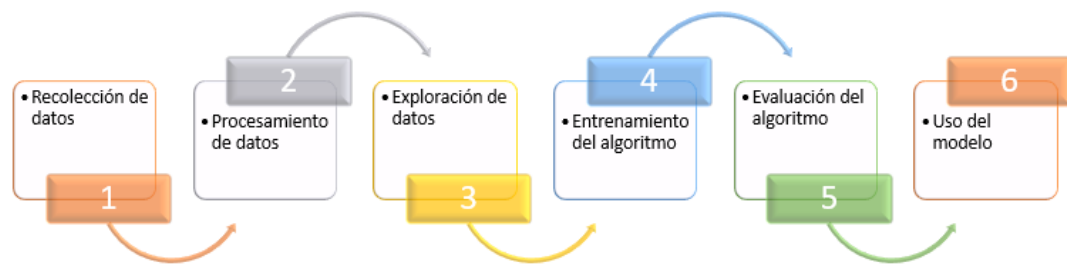 • Recolección de
datos
1
2
• Procesamiento
de datos
• Exploración de
datos
3
4
• Entrenamiento
del algoritmo
• Evaluación del
algoritmo
5
6
• Uso del
modelo